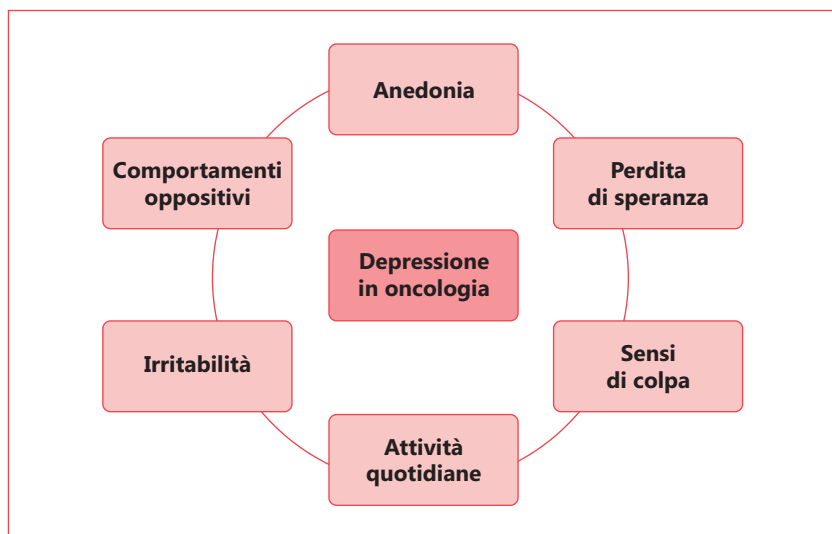 Anedonia
Comportamenti
oppositivi
Perdita
di speranza
Depressione
in oncologia
Irritabilità
Sensi
di colpa
Attività
quotidiane